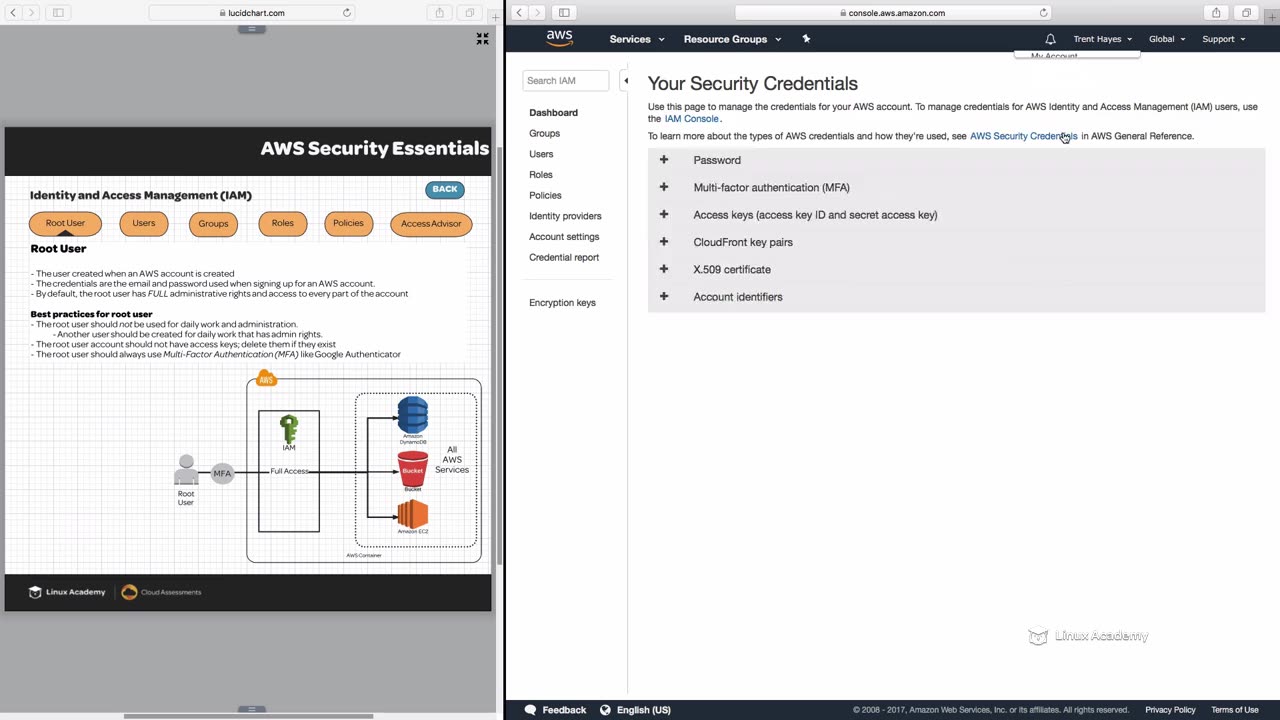 lucidchart.com
AWS Security Essentials
Identity and Access Management (IAM)
BACK
Root User
Users
Groups
Roles
Policies
Access Advisor
Root User
- The user created when an AWS account is created
- The credentials are the email and password used when signing up for an AWS account.
- By default, the root user has FULL administrative rights and access to every part of the account
Best practices for root user
- The root user should not be used for daily work and administration.
- Another user should be created for daily work that has admin rights.
- The root user account should not have access keys; delete them if they exist
- The root user should always use Multi-Factor Authentication (MFA) like Google Authenticator
AWS
IAM
Amazon
DynamoDB
All
AWS
Services
MFA
Full Access
Bucket
Bucket
Root
User
Amazon EC2
AWS Container
Linux Academy
Cloud Assessments
console.aws.amazon.com
aws
Services
Resource Groups
Trent Hayes
Global
Support
My Account
Search IAM
Dashboard
Groups
Users
Roles
Policies
Identity providers
Account settings
Credential report
Encryption keys
Your Security Credentials
Use this page to manage the credentials for your AWS account. To manage credentials for AWS Identity and Access Management (IAM) users, use
the IAM Console .
To learn more about the types of AWS credentials and how they're used, see AWS Security Credentials in AWS General Reference.
Password
Multi-factor authentication (MFA)
Access keys (access key ID and secret access key)
CloudFront key pairs
X.509 certificate
Account identifiers
Linux Academy
Feedback
English (US)
© 2008 - 2017, Amazon Web Services, Inc. or its affiliates. All rights reserved.
Privacy Policy
Terms of Use